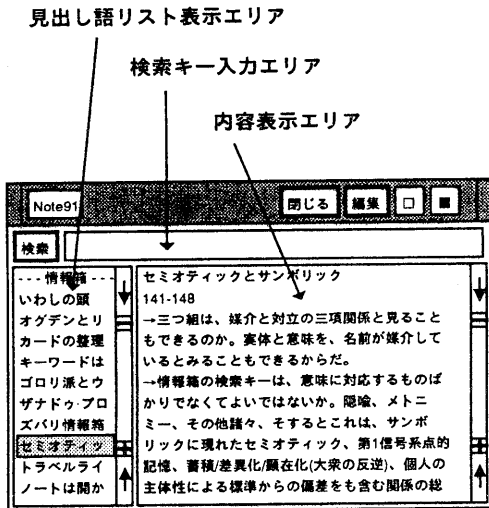 見出し語リスト表示エリア
検索キー入力エリア
内容表示エリア
Note91
閉じる
編集
検索
---情報箱---
いわしの頭
オグデンとリ
カードの整理
キーワードは
ゴロリ派とウ
ザナドゥ・プロ
ズバリ情報箱
セミオティッ
トラベルライ
ノートは開か
セミオティックとサンボリック
141-148
→三つ組は、媒介と対立の三項関係と見ること
もできるのか。実体と意味を、名前が媒介して
いるとみることもできるからだ。
→情報箱の検索キーは、意味に対応するものば
かりでなくてよいではないか。隠喩、メトニ
ミー、その他諸々、そするとこれは、サンボ
リックに現れたセミオティック、第1信号系点的
記憶、蓄積/差異化/顕在化(大衆の反逆)、個人の
主体性による標準からの偏差をも含む関係の総